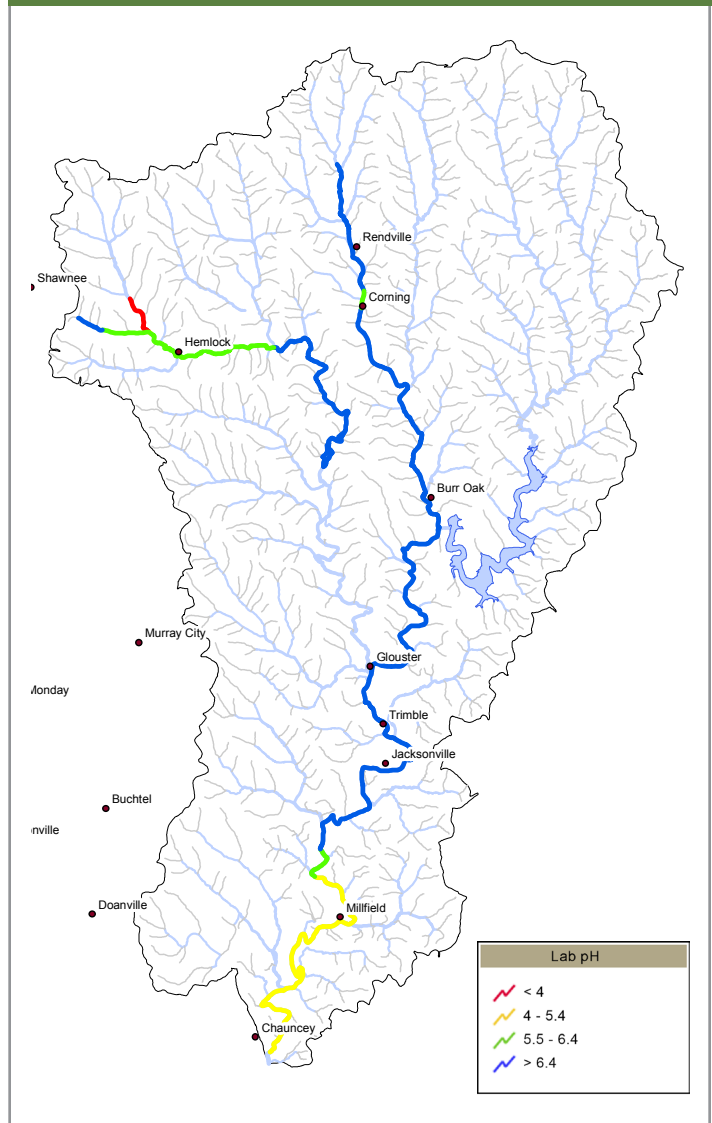 Rendville
Shawnee
Corning
Hemlock
Burr Oak
Murray City
Glouster
Monday
Trimble
Jacksonville
Buchtel
onville
Doanville
Millfield
Chauncey
Lab pH
< 4
4 - 5.4
5.5 - 6.4
> 6.4